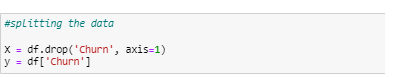 #splitting the data
X = df.drop('Churn', axis=1)
y = df['Churn']